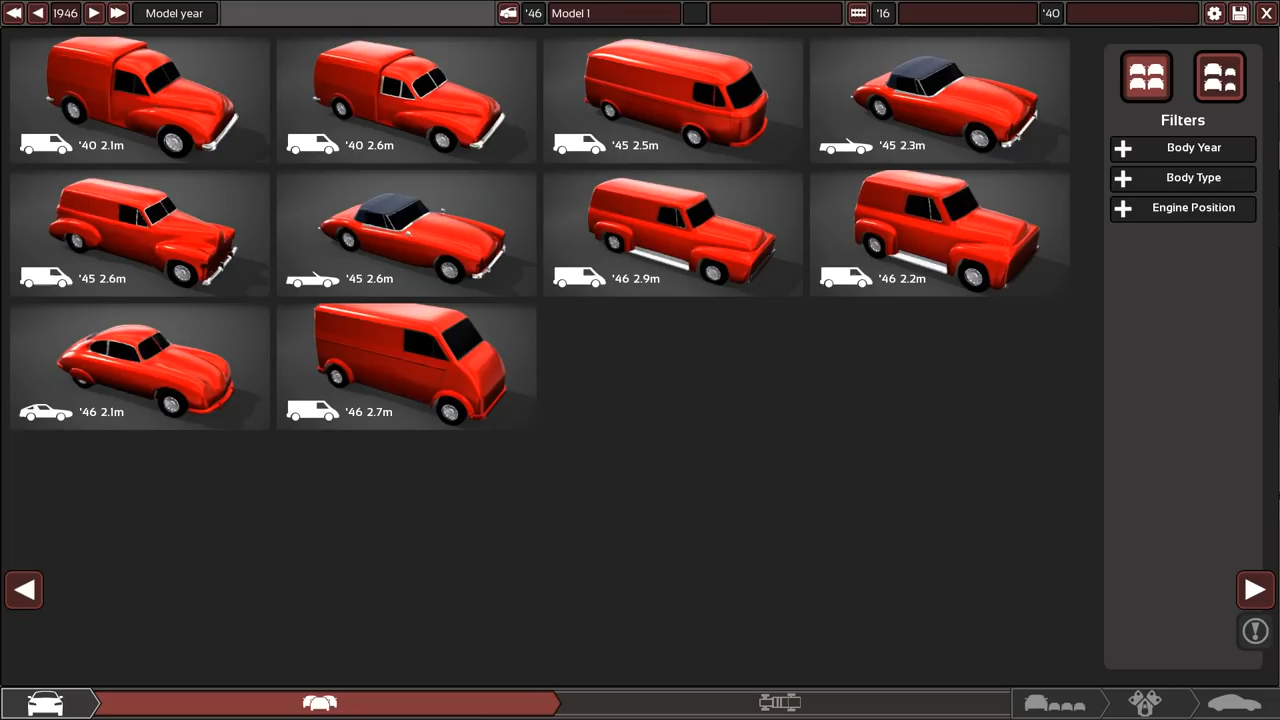 1946 Model year '46 Model 1 '16 '40
'40 2.1m '40 2.6m '45 2.5m '45 2.3m
'45 2.6m '45 2.6m '46 2.9m '46 2.2m
'46 2.1m '46 2.7m
Filters
Body Year
Body Type
Engine Position